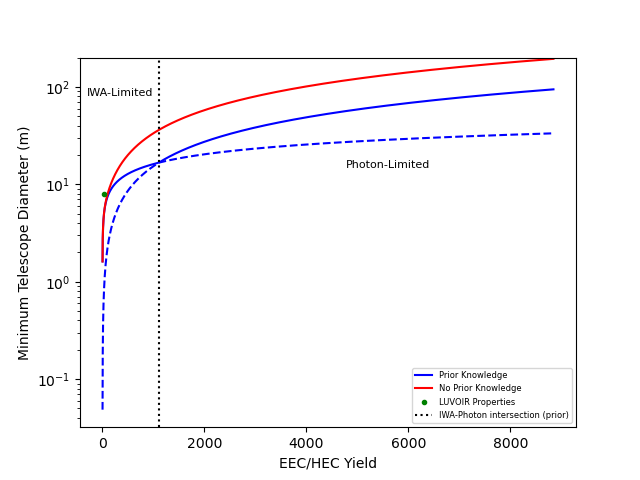 IWA-Limited
Photon-Limited
Minimum Telescope Diameter (m)
10²
10¹
10⁰
10⁻¹
0 2000 4000 6000 8000
EEC/HEC Yield
Prior Knowledge
No Prior Knowledge
LUVOIR Properties
IWA-Photon intersection (prior)